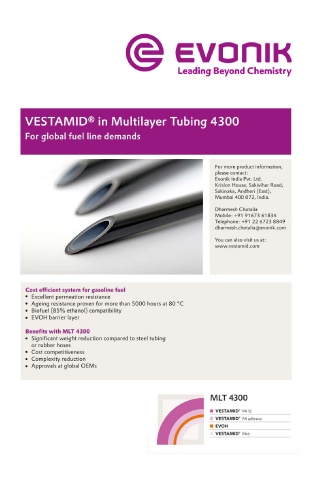 EVONIK
Leading Beyond Chemistry
VESTAMID® in Multilayer Tubing 4300
For global fuel line demands
For more product information,
please contact:
Evonik India Pvt. Ltd.
Krislon House, Sakivihar Road,
Sakinaka, Andheri (East),
Mumbai 400 072, India.
Dharmesh Chotalia
Mobile: +91 91673 61834
Telephone: +91 22 6723 8849
dharmesh.chotalia@evonik.com
You can also visit us at:
www.vestamid.com
Cost efficient system for gasoline fuel
• Excellent permeation resistance
• Ageing resistance proven for more than 5000 hours at 80 °C
• Biofuel (85% ethanol) compatibility
• EVOH barrier layer
Benefits with MLT 4300
• Significant weight reduction compared to steel tubing
or rubber hoses
• Cost competitiveness
• Complexity reduction
• Approvals at global OEMs
MLT 4300
VESTAMID® PA 12
VESTAMID® PA adhesive
EVOH
VESTAMID® PA6